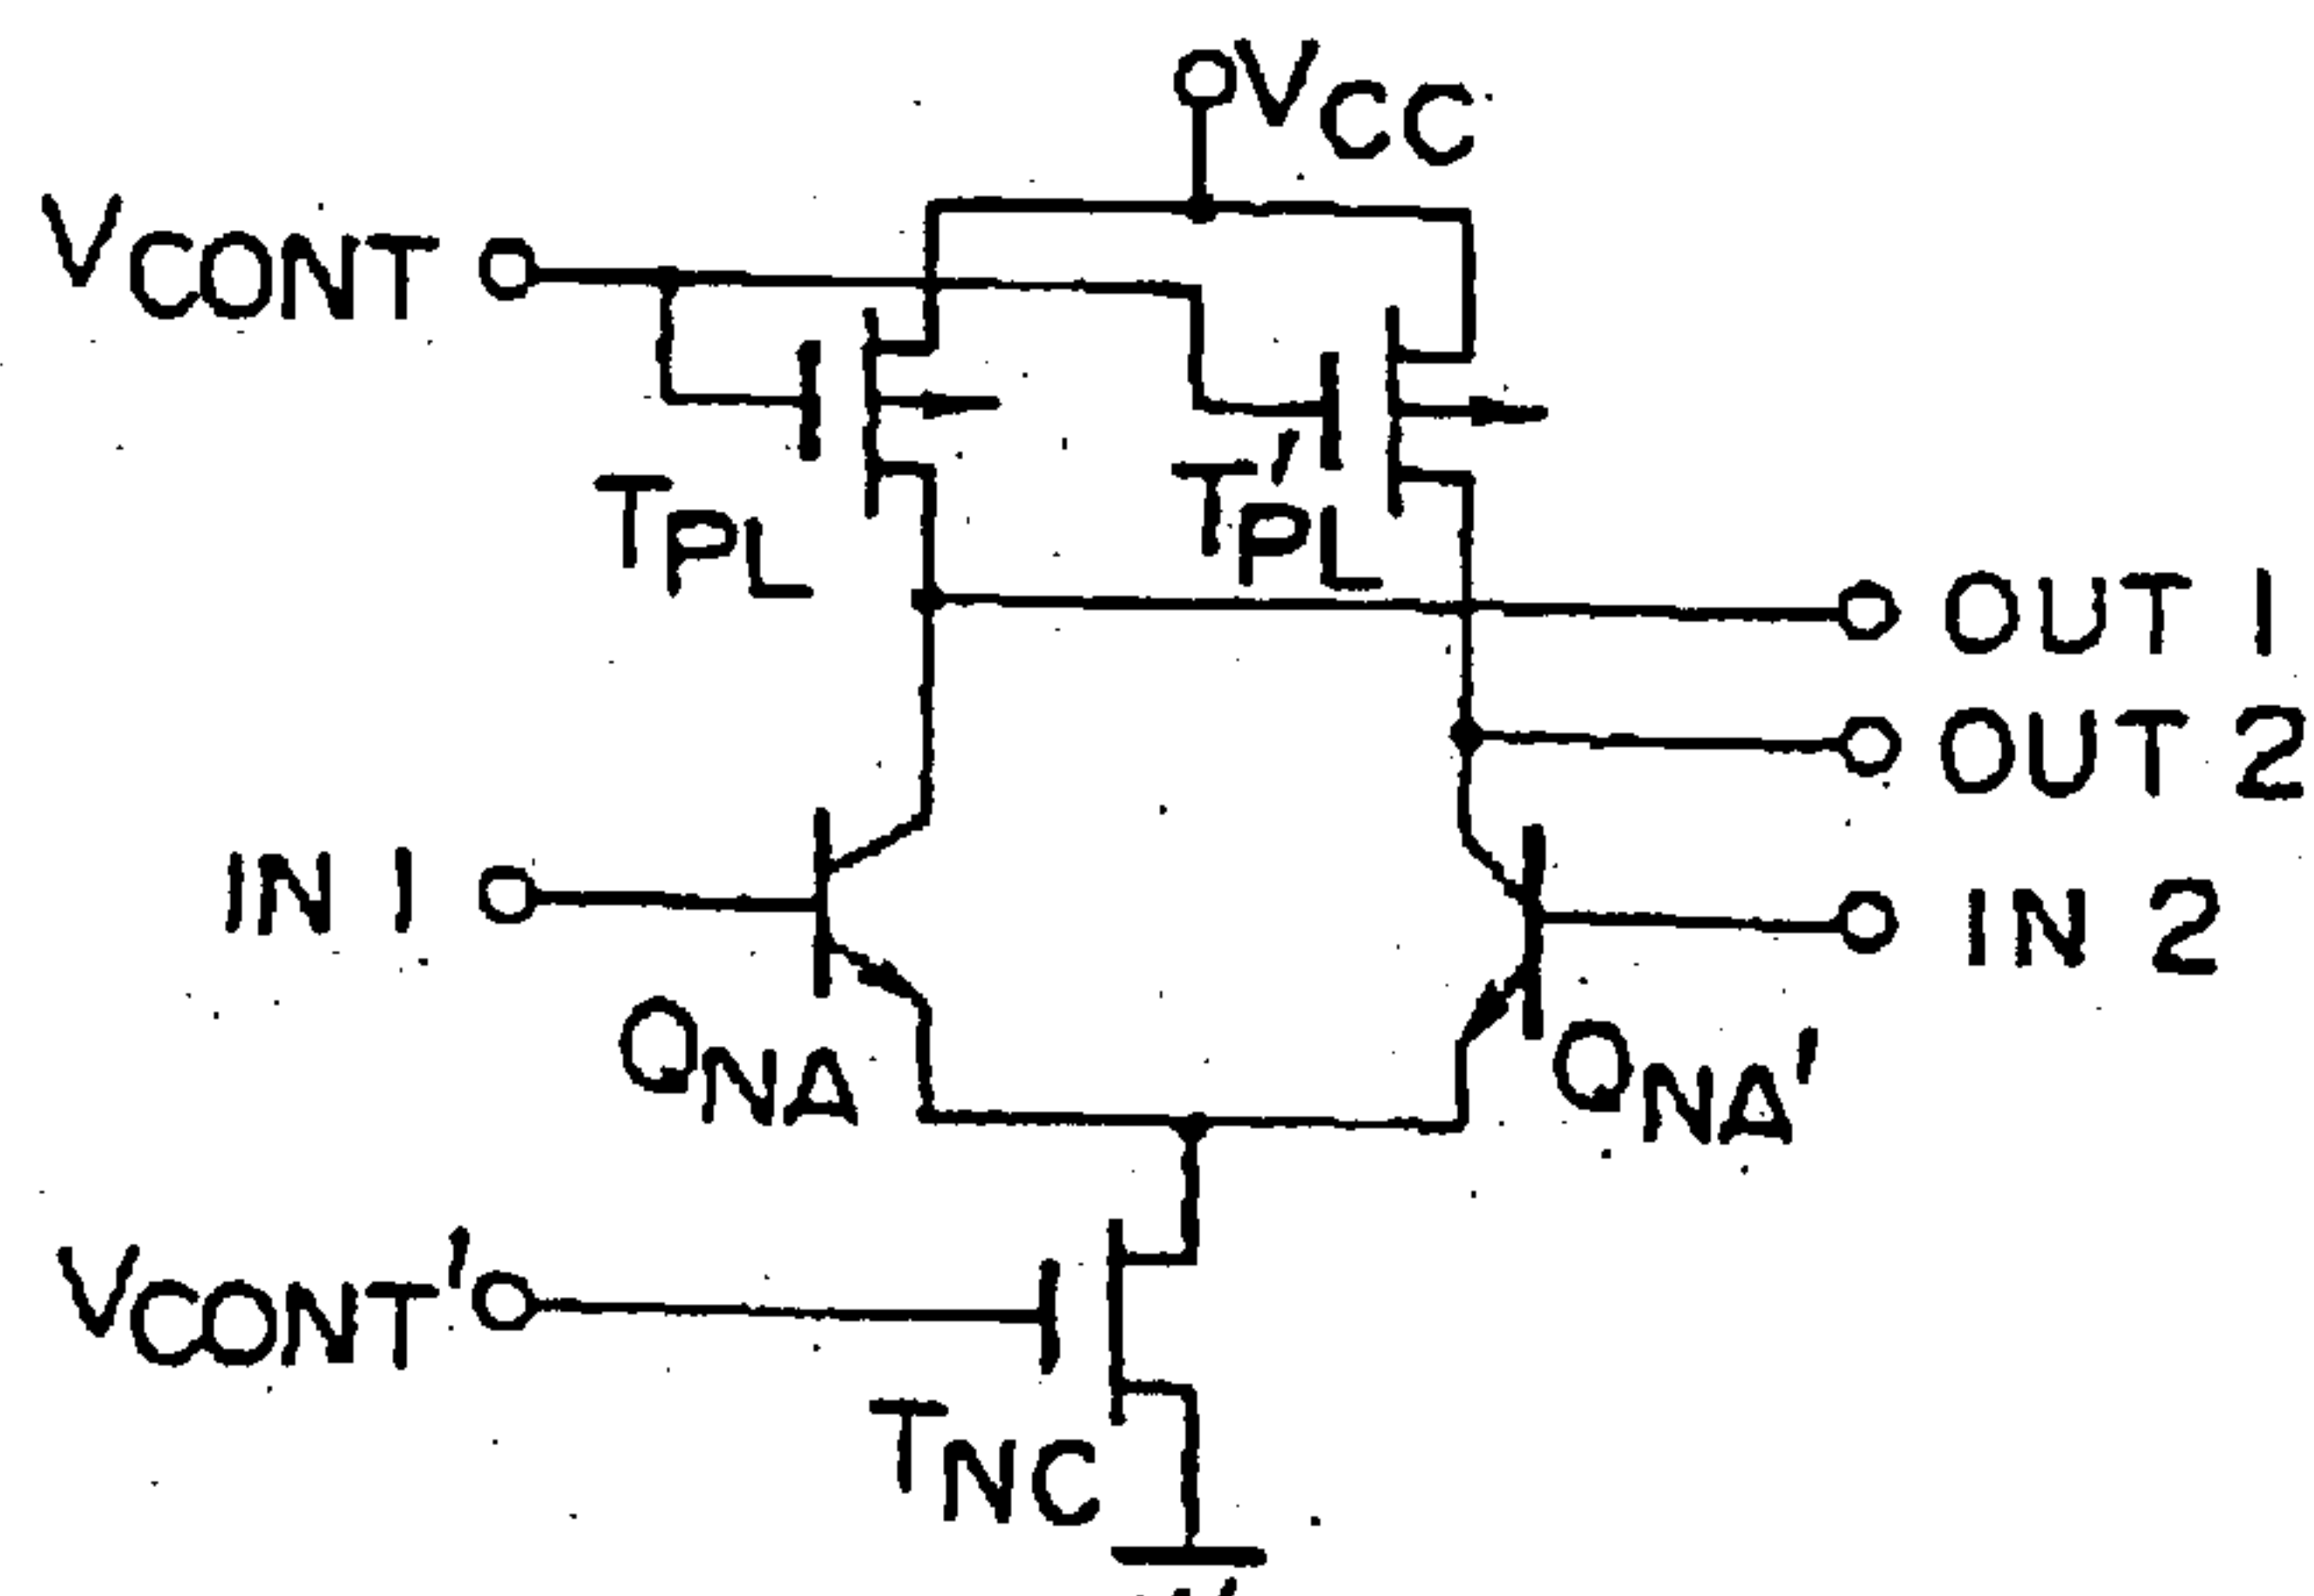 VCC
VCONT
TPL
T'PL
OUT 1
OUT 2
IN 1
IN 2
QNA
QNA'
VCONT'
TNC